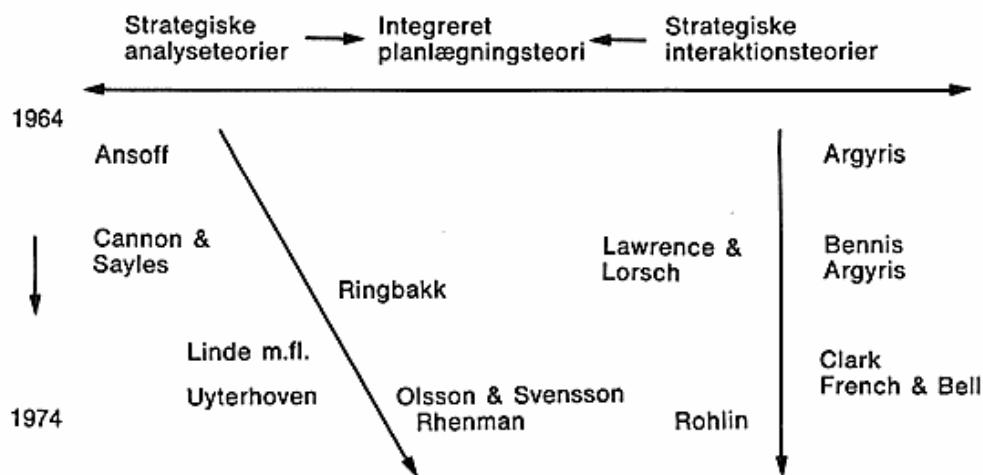 Strategiske
analyseteorier
Integreret
planlægningsteori
Strategiske
interaktionsteorier
1964
Ansoff
Argyris
Cannon &
Sayles
Lawrence &
Lorsch
Bennis
Argyris
Ringbakk
Linde m.fl.
Uyterhoven
Clark
French & Bell
Olsson & Svensson
Rhenman
Rohlin
1974